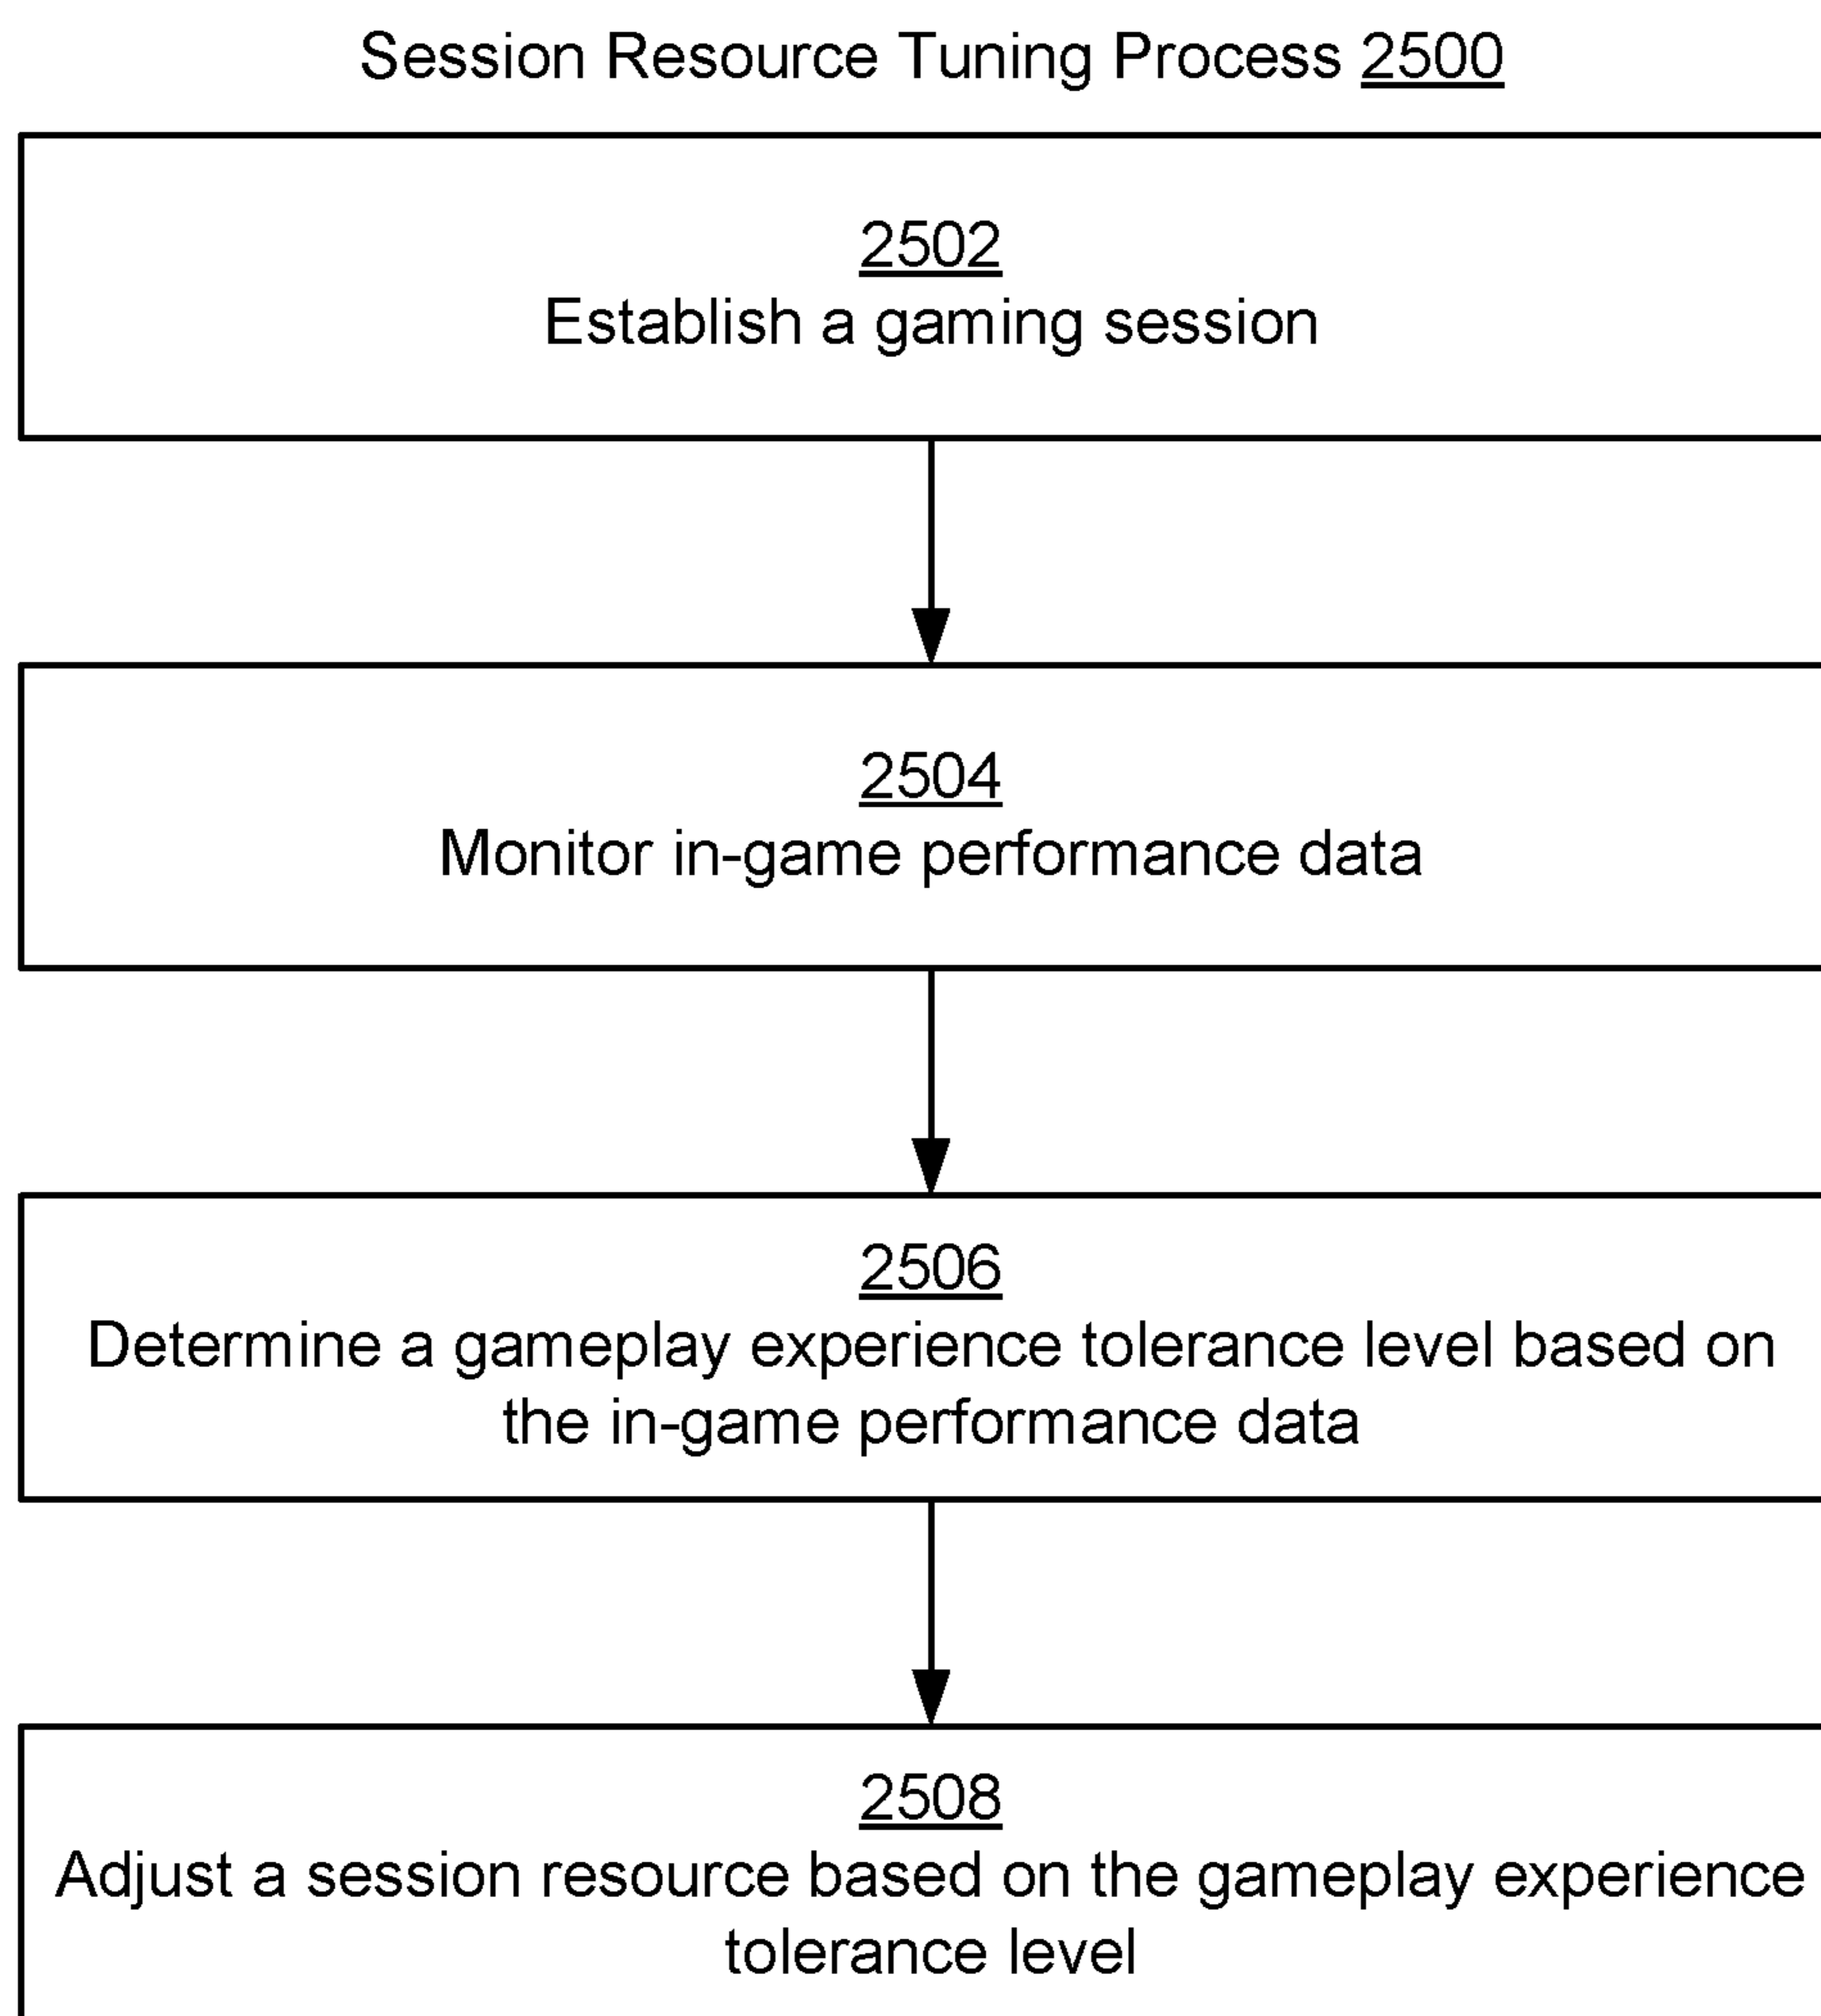 Session Resource Tuning Process 2500
2502
Establish a gaming session
2504
Monitor in-game performance data
2506
Determine a gameplay experience tolerance level based on
the in-game performance data
2508
Adjust a session resource based on the gameplay experience
tolerance level